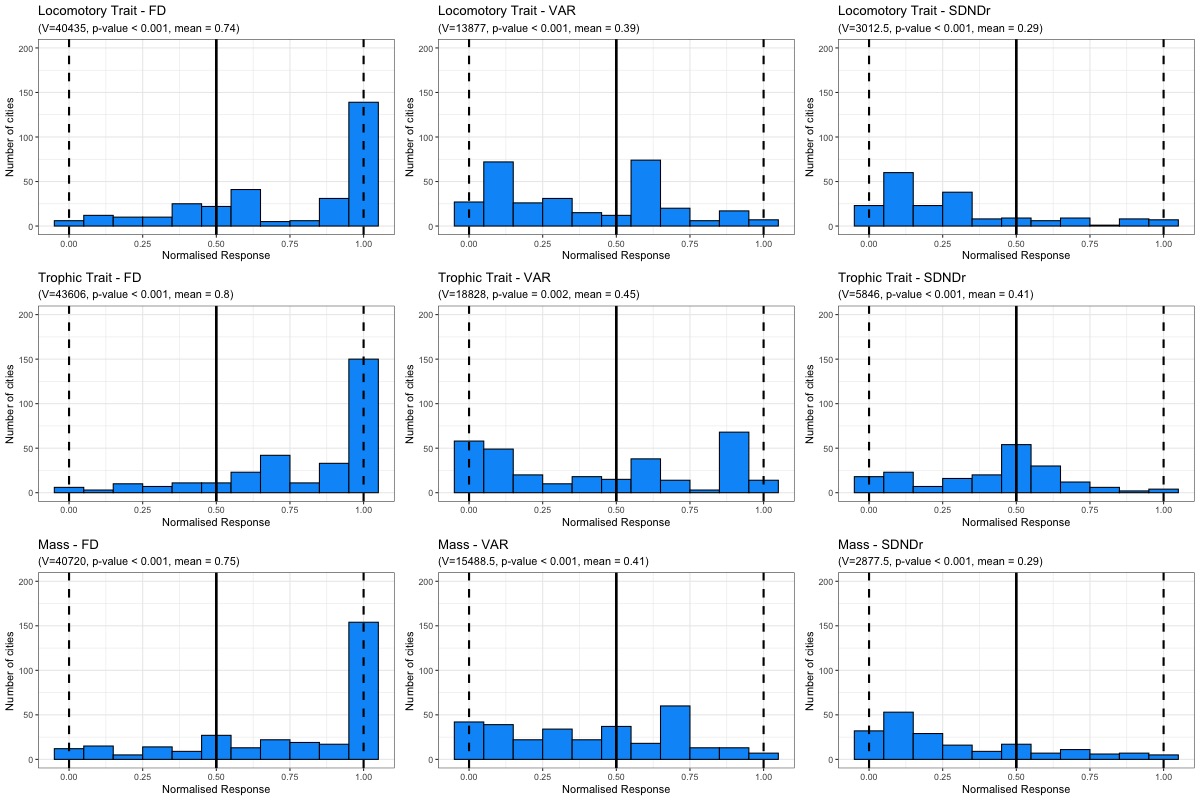 Locomotory Trait - FD
(V=40435, p-value < 0.001, mean = 0.74)
Number of cities
200
150
100
50
0
0.00 0.25 0.50 0.75 1.00
Normalised Response
Locomotory Trait - VAR
(V=13877, p-value < 0.001, mean = 0.39)
Number of cities
200
150
100
50
0
0.00 0.25 0.50 0.75 1.00
Normalised Response
Locomotory Trait - SDNDr
(V=3012.5, p-value < 0.001, mean = 0.29)
Number of cities
200
150
100
50
0
0.00 0.25 0.50 0.75 1.00
Normalised Response
Trophic Trait - FD
(V=43606, p-value < 0.001, mean = 0.8)
Number of cities
200
150
100
50
0
0.00 0.25 0.50 0.75 1.00
Normalised Response
Trophic Trait - VAR
(V=18828, p-value = 0.002, mean = 0.45)
Number of cities
200
150
100
50
0
0.00 0.25 0.50 0.75 1.00
Normalised Response
Trophic Trait - SDNDr
(V=5846, p-value < 0.001, mean = 0.41)
Number of cities
200
150
100
50
0
0.00 0.25 0.50 0.75 1.00
Normalised Response
Mass - FD
(V=40720, p-value < 0.001, mean = 0.75)
Number of cities
200
150
100
50
0
0.00 0.25 0.50 0.75 1.00
Normalised Response
Mass - VAR
(V=15488.5, p-value < 0.001, mean = 0.41)
Number of cities
200
150
100
50
0
0.00 0.25 0.50 0.75 1.00
Normalised Response
Mass - SDNDr
(V=2877.5, p-value < 0.001, mean = 0.29)
Number of cities
200
150
100
50
0
0.00 0.25 0.50 0.75 1.00
Normalised Response